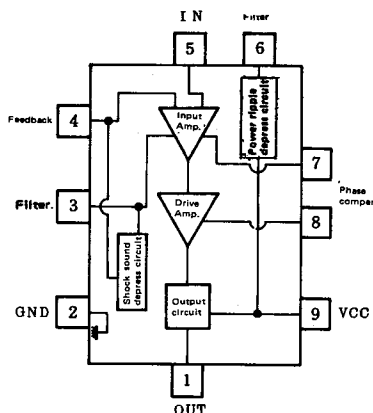 IN
Filter
5
6
Feedback
4
Input
Amp.
Power ripple
depress circuit
7
Phase compen
Filter.
3
Drive
Amp.
8
Shock sound
depress circuit
GND
2
Output
circuit
9
VCC
1
OUT